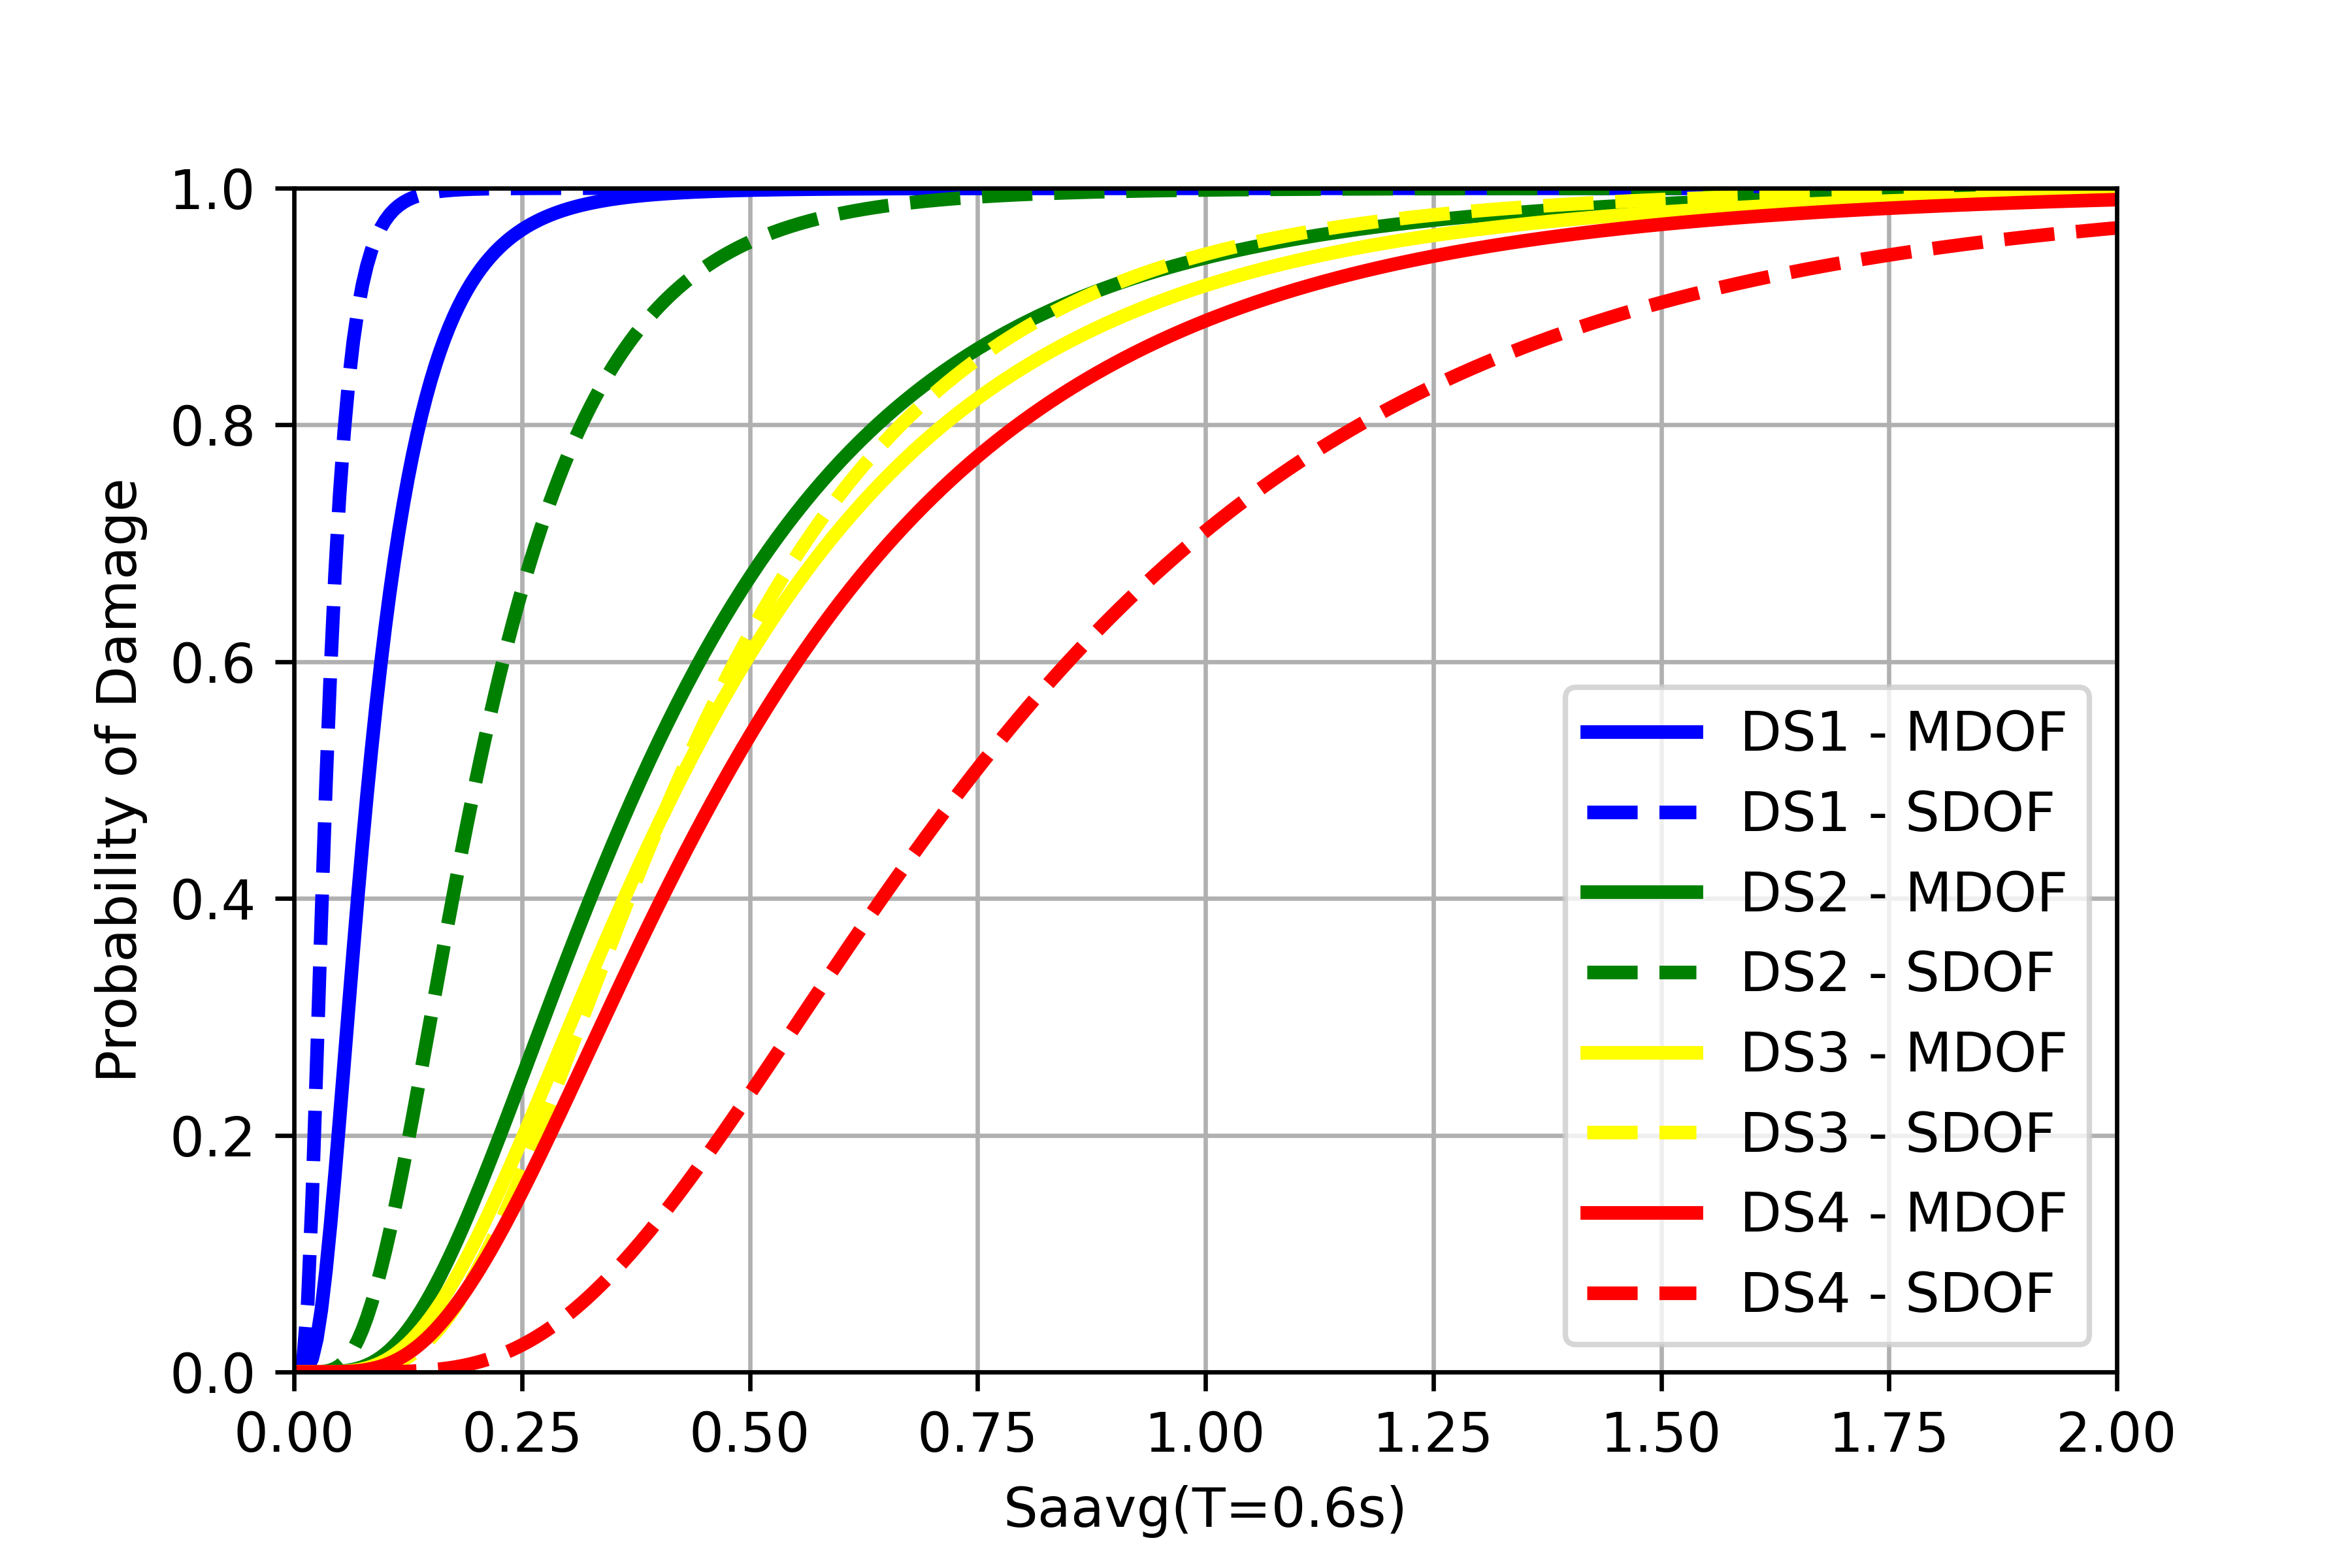 Probability of Damage
1.0
0.8
0.6
0.4
0.2
0.0
0.00 0.25 0.50 0.75 1.00 1.25 1.50 1.75 2.00
Saavg(T=0.6s)
DS1 - MDOF
DS1 - SDOF
DS2 - MDOF
DS2 - SDOF
DS3 - MDOF
DS3 - SDOF
DS4 - MDOF
DS4 - SDOF